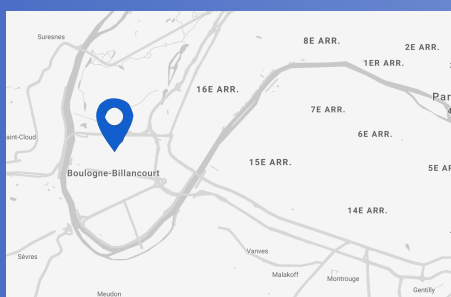 Suresnes
8E ARR.
2E ARR.
1ER ARR.
16E ARR.
Par
7E ARR.
6E ARR.
aint-Cloud
15E ARR.
5E AR
Boulogne-Billancourt
14E ARR.
Sèvres
Vanves
Malakoff
Montrouge
Gentilly
Meudon